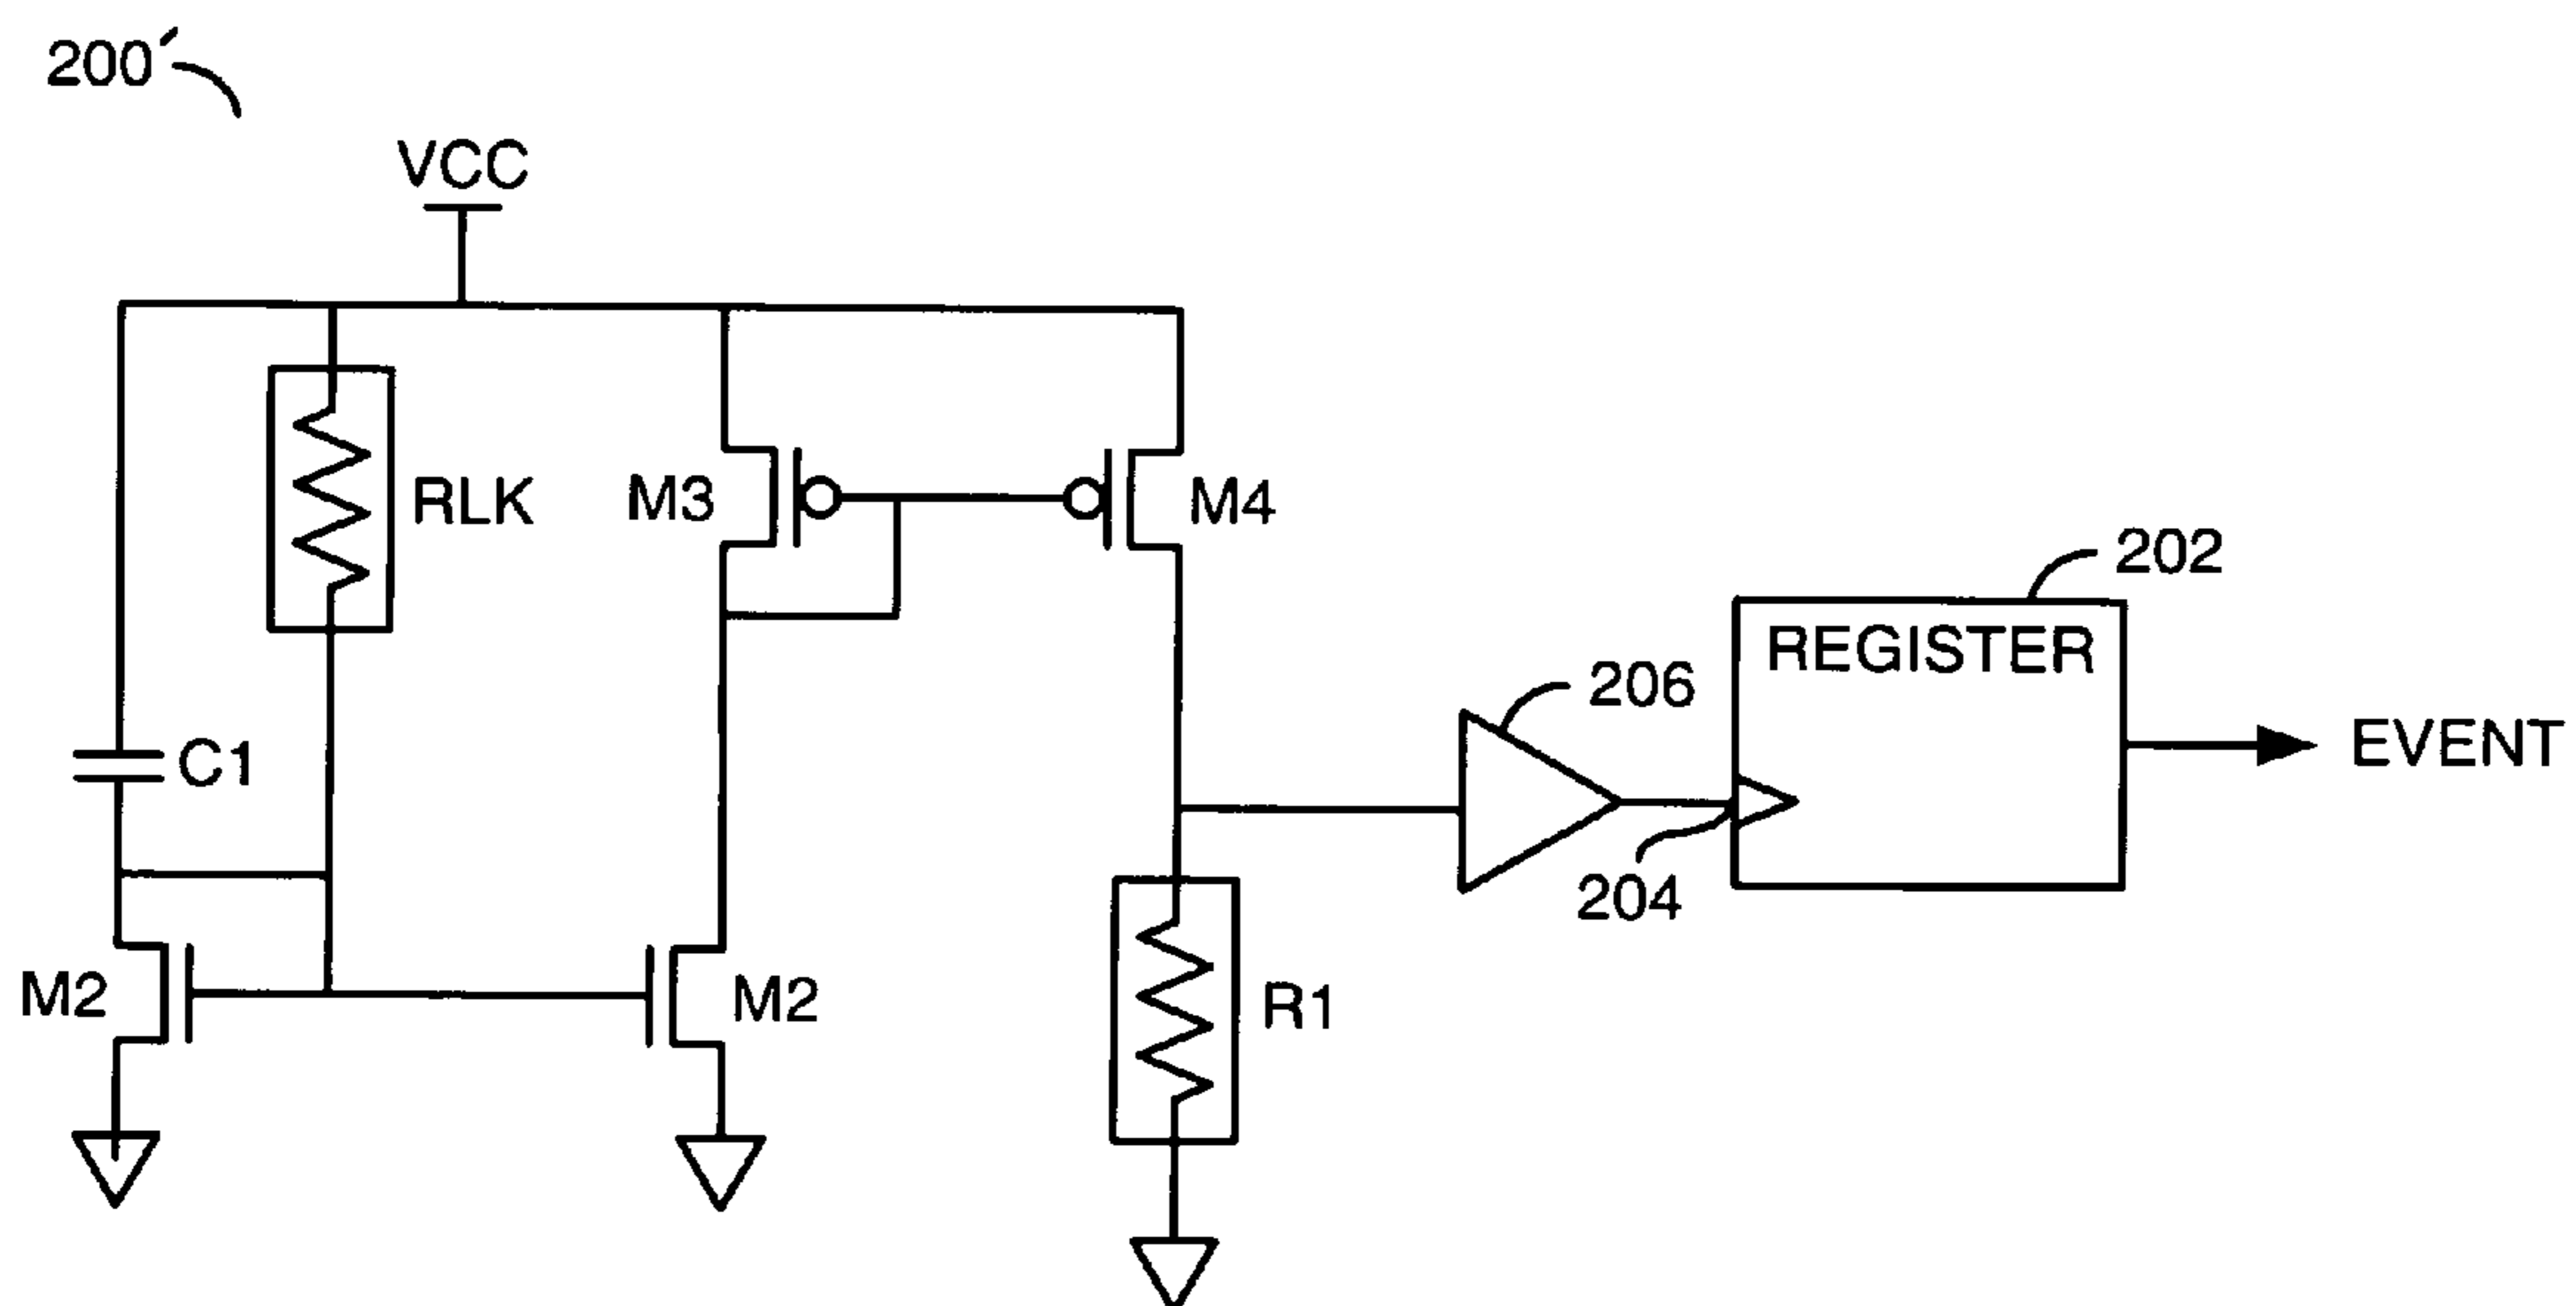 200′
VCC
RLK
M3
M4
202
REGISTER
206
EVENT
C1
204
M2
M2
R1